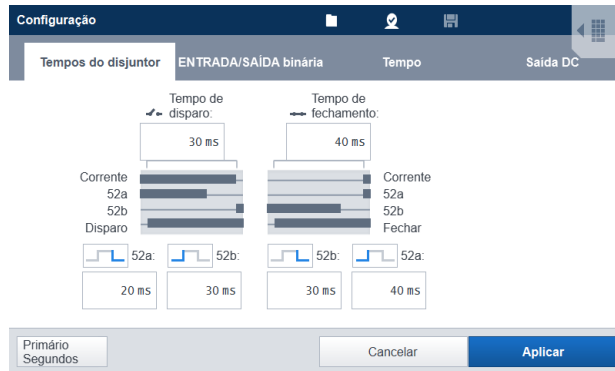 Configuração
Tempos do disjuntor ENTRADA/SAÍDA binária Tempo Saída DC
Tempo de
disparo:
30 ms
Tempo de
fechamento:
40 ms
Corrente
52a
52b
Disparo
Corrente
52a
52b
Fechar
52a: 52b: 52b: 52a:
20 ms 30 ms 30 ms 40 ms
Primário
Segundos
Cancelar Aplicar